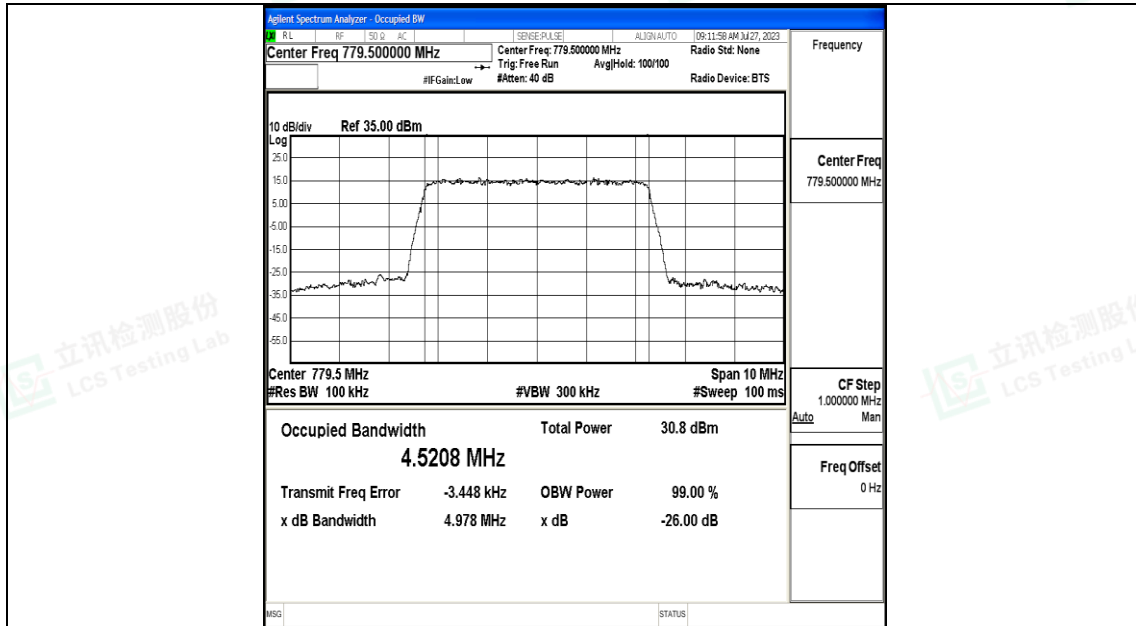 Agilent Spectrum Analyzer - Occupied BW
LXI RL RF 50 Ω AC SENSE:PULSE ALIGNAUTO 09:11:58 AM Jul 27, 2023
Center Freq 779.500000 MHz
Center Freq: 779.500000 MHz Radio Std: None
Trig: Free Run Avg|Hold: 100/100
#IFGain:Low #Atten: 40 dB Radio Device: BTS
Frequency
10 dB/div Ref 35.00 dBm
Log
25.0
15.0
5.00
-5.00
-15.0
-25.0
-35.0
-45.0
-55.0
Center 779.5 MHz Span 10 MHz
#Res BW 100 kHz #VBW 300 kHz #Sweep 100 ms
Occupied Bandwidth Total Power 30.8 dBm
4.5208 MHz
Transmit Freq Error -3.448 kHz OBW Power 99.00 %
x dB Bandwidth 4.978 MHz x dB -26.00 dB
Center Freq
779.500000 MHz
CF Step
1.000000 MHz
Auto Man
Freq Offset
0 Hz
MSG STATUS
立讯检测股份
LCS Testing Lab
立讯检测股份
LCS Testing L